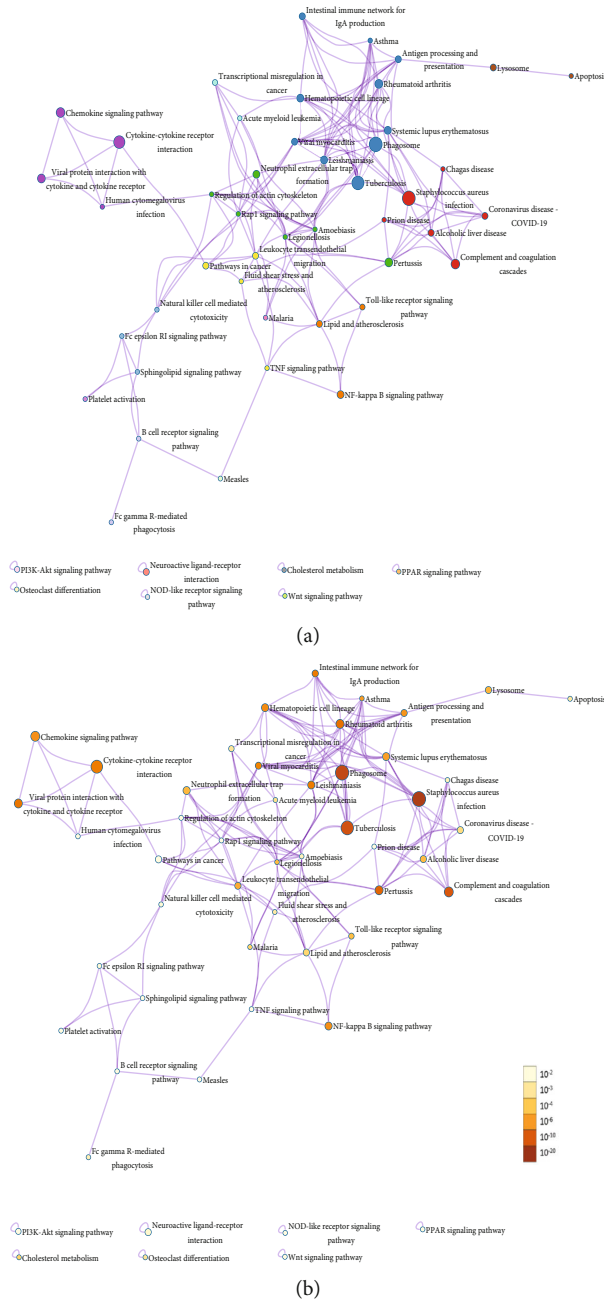 Intestinal immune network for
IgA production
Asthma
Antigen processing and
presentation
Lysosome
Apoptosis
Transcriptional misregulation in
cancer
Rheumatoid arthritis
Hematopoietic cell lineage
Chemokine signaling pathway
Acute myeloid leukemia
Cytokine-cytokine receptor
interaction
Viral myocarditis
Systemic lupus erythematosus
Phagosome
Leishmaniasis
Neutrophil extracellular trap
formation
Chagas disease
Viral protein interaction with
cytokine and cytokine receptor
Tuberculosis
Staphylococcus aureus
infection
Regulation of actin cytoskeleton
Human cytomegalovirus
infection
Rap1 signaling pathway
Prion disease
Coronavirus disease -
COVID-19
Amoebiasis
Legionellosis
Alcoholic liver disease
Leukocyte transendothelial
migration
Pathways in cancer
Pertussis
Complement and coagulation
cascades
Fluid shear stress and
atherosclerosis
Natural killer cell mediated
cytotoxicity
Toll-like receptor signaling
pathway
Malaria
Lipid and atherosclerosis
Fc epsilon RI signaling pathway
Sphingolipid signaling pathway
TNF signaling pathway
Platelet activation
NF-kappa B signaling pathway
B cell receptor signaling
pathway
Measles
Fc gamma R-mediated
phagocytosis
PI3K-Akt signaling pathway
Neuroactive ligand-receptor
interaction
Cholesterol metabolism
PPAR signaling pathway
Osteoclast differentiation
NOD-like receptor signaling
pathway
Wnt signaling pathway
(a)
Intestinal immune network for
IgA production
Lysosome
Apoptosis
Asthma
Hematopoietic cell lineage
Antigen processing and
presentation
Rheumatoid arthritis
Chemokine signaling pathway
Transcriptional misregulation in
cancer
Systemic lupus erythematosus
Cytokine-cytokine receptor
interaction
Viral myocarditis
Phagosome
Chagas disease
Leishmaniasis
Neutrophil extracellular trap
formation
Staphylococcus aureus
infection
Viral protein interaction with
cytokine and cytokine receptor
Acute myeloid leukemia
Regulation of actin cytoskeleton
Tuberculosis
Coronavirus disease -
COVID-19
Human cytomegalovirus
infection
Rap1 signaling pathway
Prion disease
Pathways in cancer
Amoebiasis
Legionellosis
Alcoholic liver disease
Leukocyte transendothelial
migration
Pertussis
Complement and coagulation
cascades
Natural killer cell mediated
cytotoxicity
Fluid shear stress and
atherosclerosis
Toll-like receptor signaling
pathway
Malaria
Lipid and atherosclerosis
Fc epsilon RI signaling pathway
Sphingolipid signaling pathway
TNF signaling pathway
Platelet activation
NF-kappa B signaling pathway
B cell receptor signaling
pathway
Measles
10-2
10-3
10-4
10-6
10-10
10-20
Fc gamma R-mediated
phagocytosis
PI3K-Akt signaling pathway
Neuroactive ligand-receptor
interaction
NOD-like receptor signaling
pathway
PPAR signaling pathway
Cholesterol metabolism
Osteoclast differentiation
Wnt signaling pathway
(b)